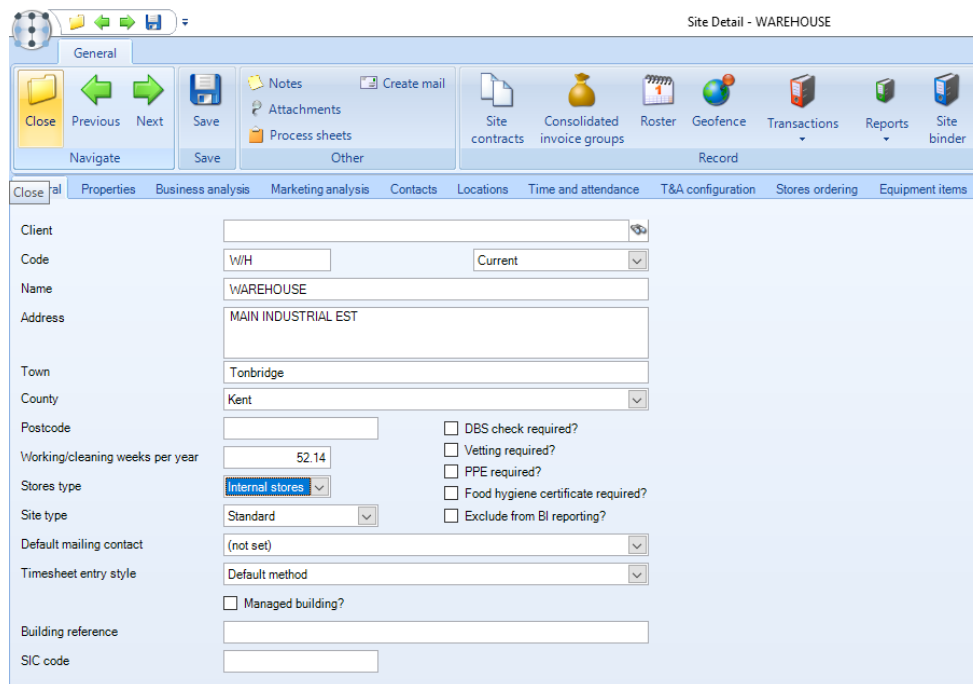 Site Detail - WAREHOUSE
General
Close Previous Next Save Notes Create mail Attachments Process sheets Site contracts Consolidated invoice groups 1 Roster Geofence Transactions Reports Site binder
Navigate Save Other Record
Close al Properties Business analysis Marketing analysis Contacts Locations Time and attendance T&A configuration Stores ordering Equipment items
Client
Code W/H Current
Name WAREHOUSE
Address MAIN INDUSTRIAL EST
Town Tonbridge
County Kent
Postcode DBS check required?
Working/cleaning weeks per year 52.14 Vetting required?
PPE required?
Stores type Internal stores Food hygiene certificate required?
Site type Standard Exclude from BI reporting?
Default mailing contact (not set)
Timesheet entry style Default method
Managed building?
Building reference
SIC code